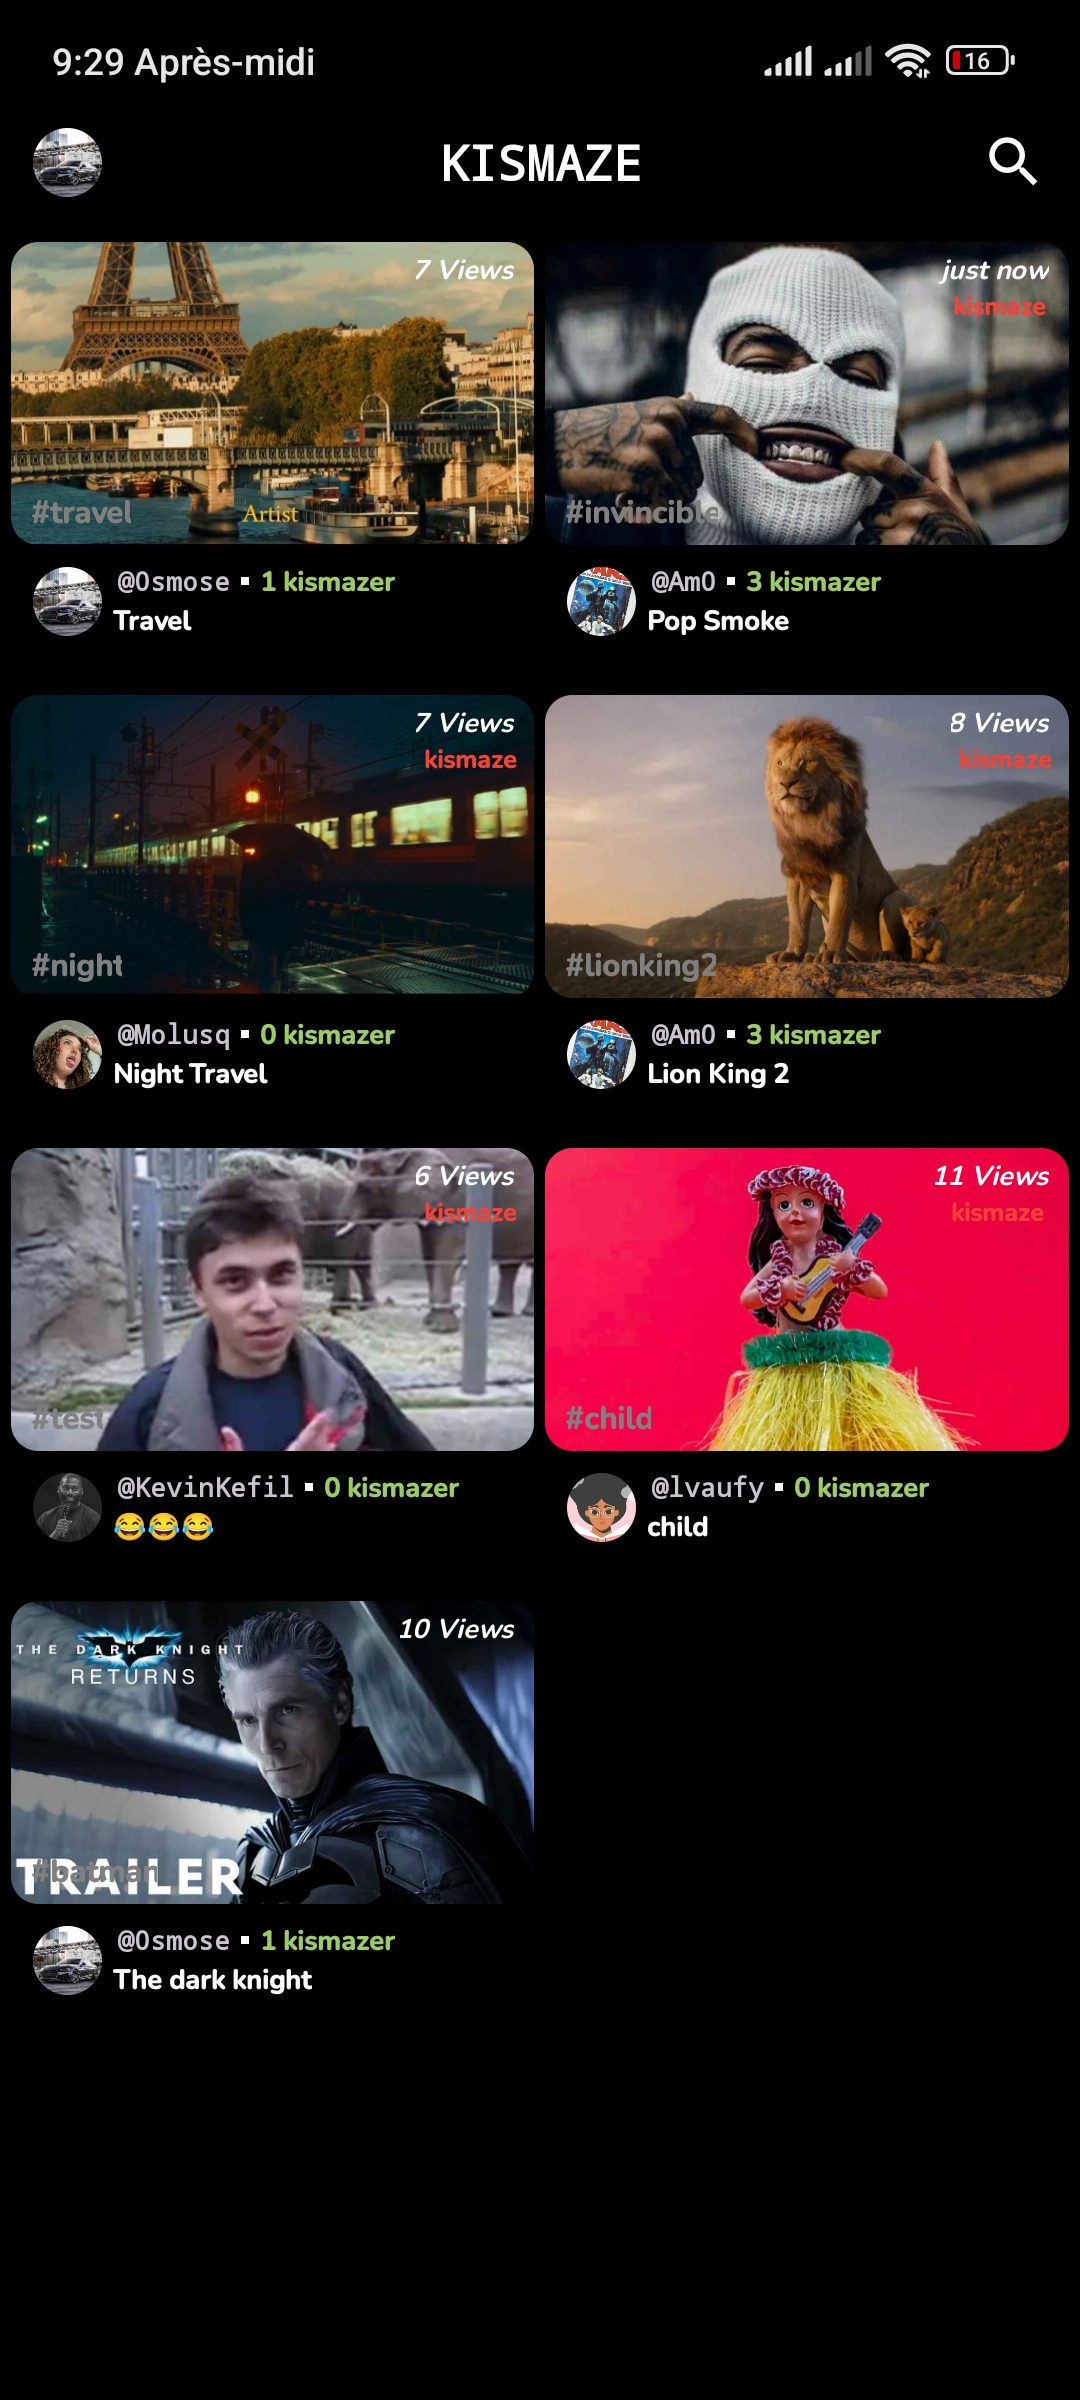 9:29 Après-midi
16
KISMAZE
7 Views
#travel
Artist
@Osmose ▪ 1 kismazer
Travel
just now
kismaze
#invincible
@Am0 ▪ 3 kismazer
Pop Smoke
7 Views
kismaze
#night
@Molusq ▪ 0 kismazer
Night Travel
8 Views
kismaze
#lionking2
@Am0 ▪ 3 kismazer
Lion King 2
6 Views
kismaze
#test
@KevinKefil ▪ 0 kismazer
😂😂😂
11 Views
kismaze
#child
@lvaufy ▪ 0 kismazer
child
10 Views
THE DARK KNIGHT
RETURNS
#batman
TRAILER
@Osmose ▪ 1 kismazer
The dark knight